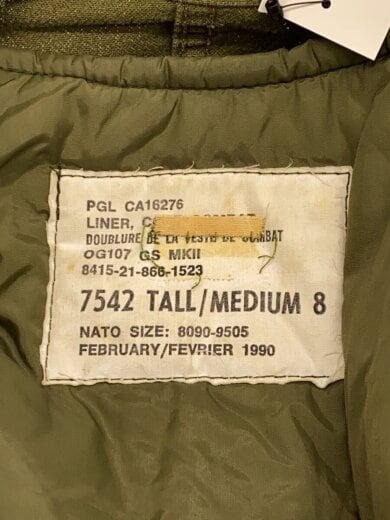 PGL CA16276
LINER,
DOUBLURE DE LA VESTE DE COMBAT
OG107 GS MKII
8415-21-866-1523
7542 TALL/MEDIUM 8
NATO SIZE: 8090-9505
FEBRUARY/FEVRIER 1990